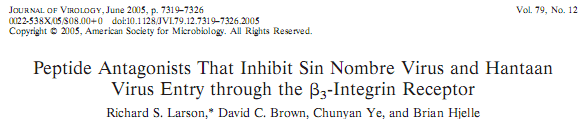 JOURNAL OF VIROLOGY, June 2005, p. 7319–7326
Vol. 79, No. 12
0022-538X/05/$08.00+0 doi:10.1128/JVI.79.12.7319–7326.2005
Copyright © 2005, American Society for Microbiology. All Rights Reserved.
Peptide Antagonists That Inhibit Sin Nombre Virus and Hantaan
Virus Entry through the β3-Integrin Receptor
Richard S. Larson,* David C. Brown, Chunyan Ye, and Brian Hjelle